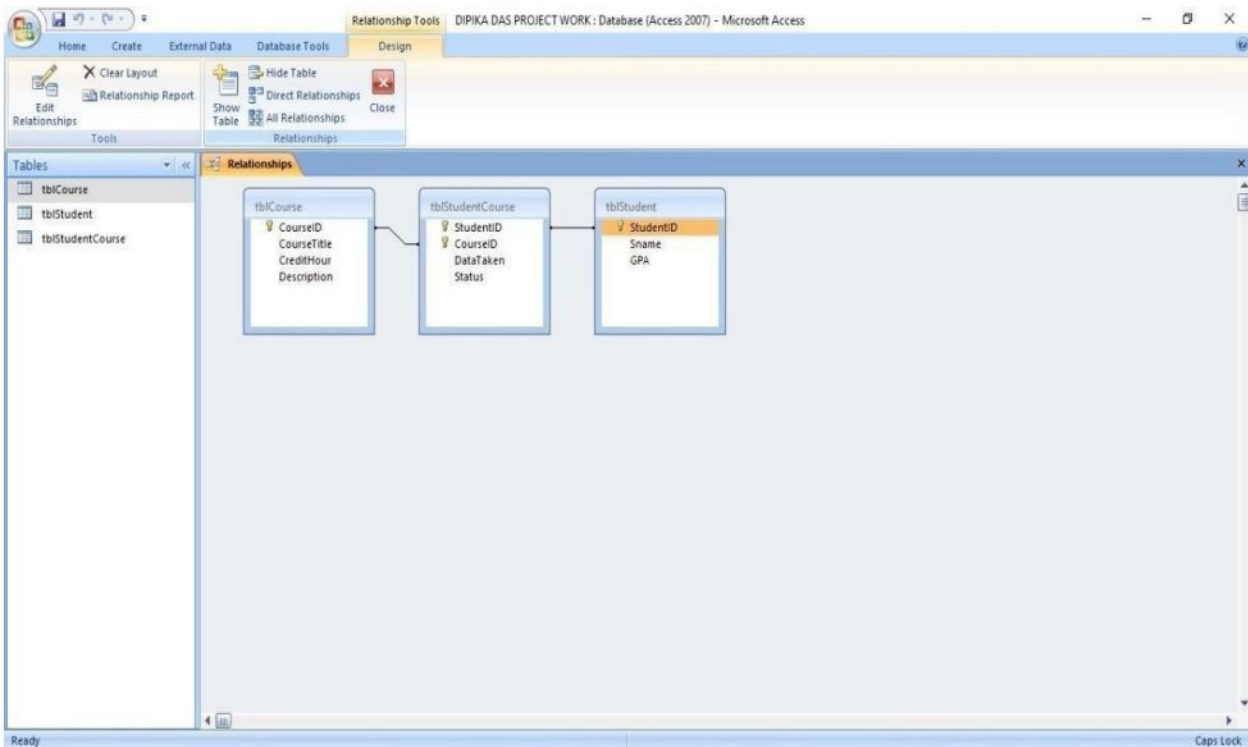 Relationship Tools
DIPIKA DAS PROJECT WORK : Database (Access 2007) - Microsoft Access
Home Create External Data Database Tools Design
Edit Relationships
Clear Layout
Relationship Report
Tools
Show Table
Hide Table
Direct Relationships
All Relationships
Close
Relationships
Tables
tblCourse
tblStudent
tblStudentCourse
Relationships
tblCourse
CourseID
CourseTitle
CreditHour
Description
tblStudentCourse
StudentID
CourseID
DataTaken
Status
tblStudent
StudentID
Sname
GPA
Ready
Caps Lock